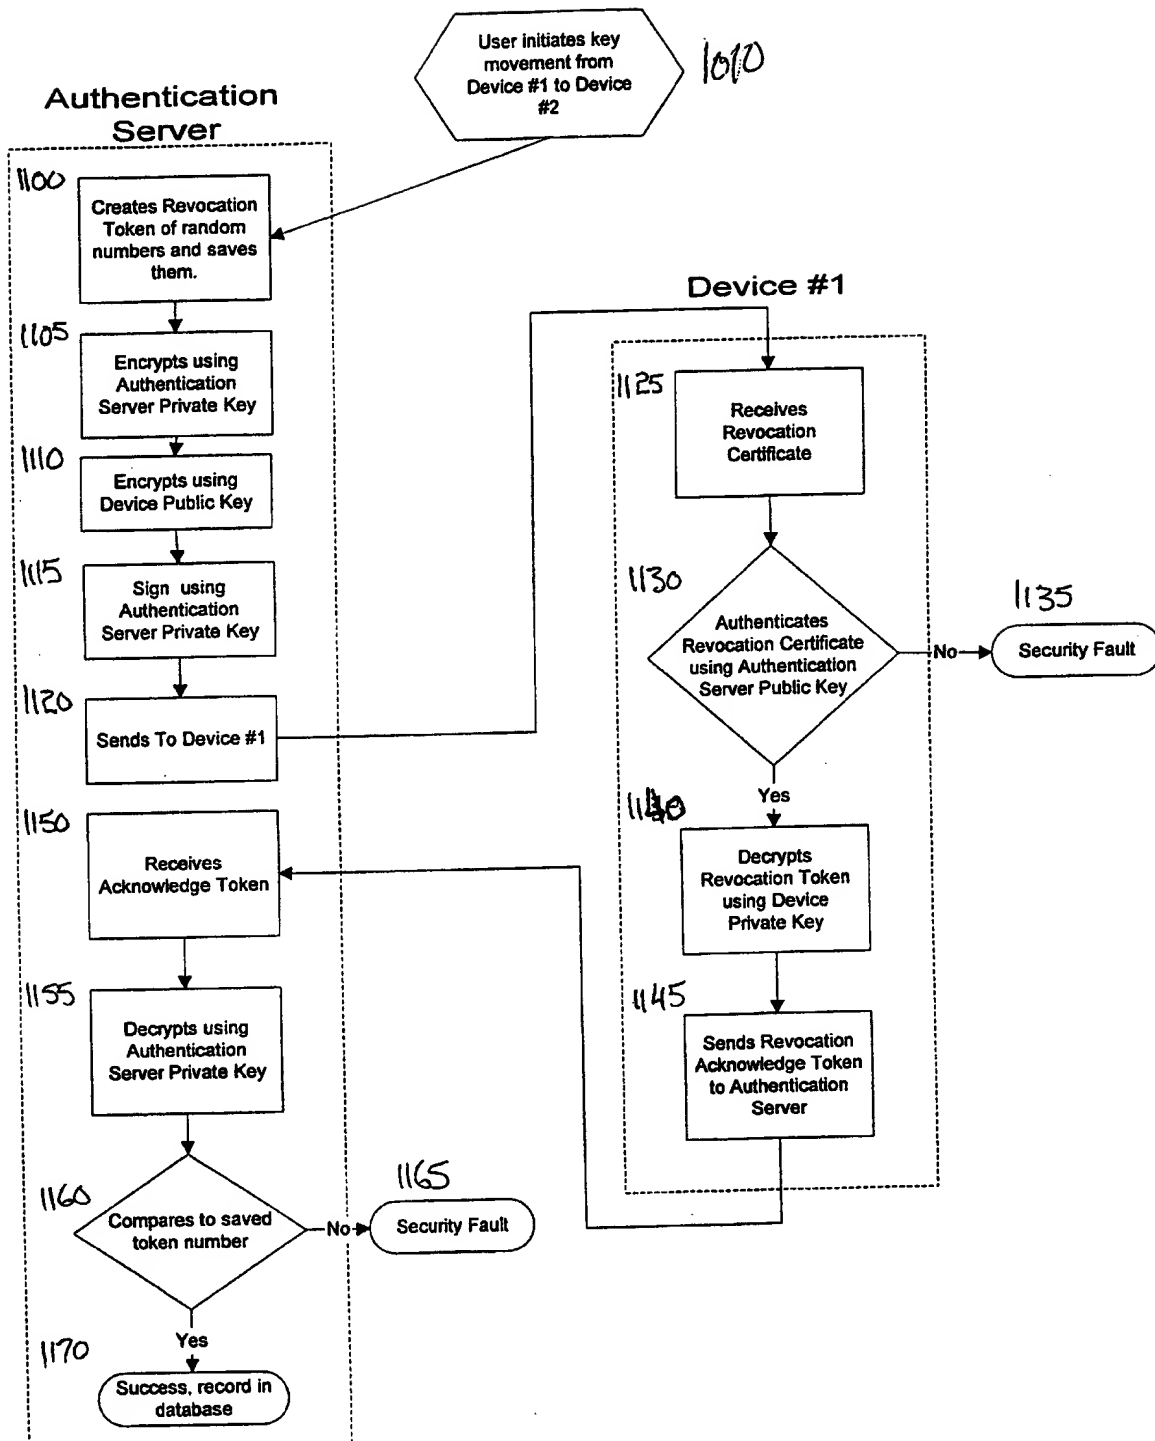 User initiates key
movement from
Device #1 to Device
#2
1010
Authentication
Server
1100
Creates Revocation
Token of random
numbers and saves
them.
1105
Encrypts using
Authentication
Server Private Key
1110
Encrypts using
Device Public Key
1115
Sign using
Authentication
Server Private Key
1120
Sends To Device #1
Device #1
1125
Receives
Revocation
Certificate
1130
Authenticates
Revocation Certificate
using Authentication
Server Public Key
No
1135
Security Fault
Yes
1140
Decrypts
Revocation Token
using Device
Private Key
1145
Sends Revocation
Acknowledge Token
to Authentication
Server
1150
Receives
Acknowledge Token
1155
Decrypts using
Authentication
Server Private Key
1160
Compares to saved
token number
No
1165
Security Fault
Yes
1170
Success, record in
database